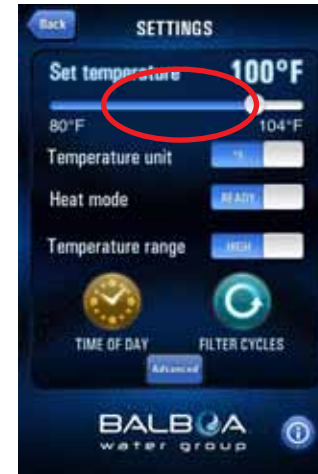 Back SETTINGS
Set temperature 100°F
80°F 104°F
Temperature unit °F
Heat mode READY
Temperature range HIGH
TIME OF DAY FILTER CYCLES
Advanced
BALBOA
water group